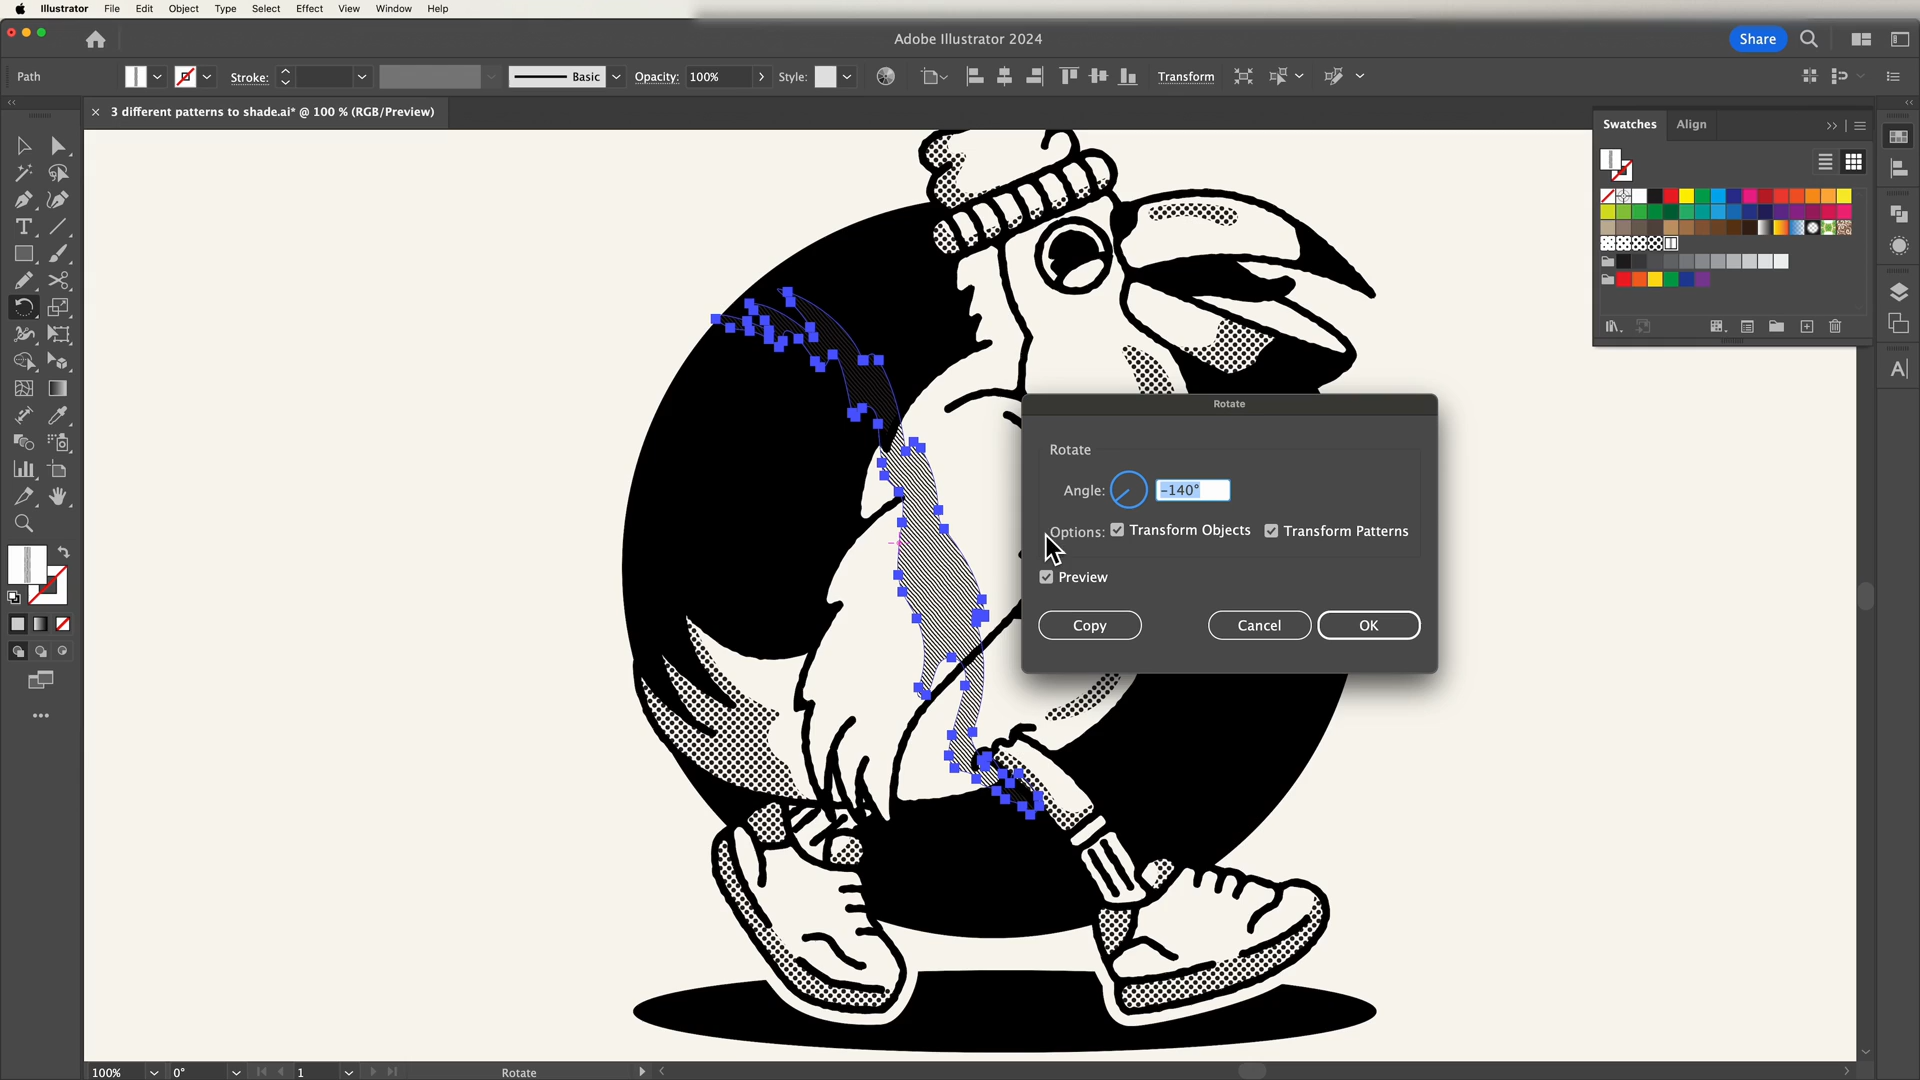 Illustrator File Edit Object Type Select Effect View Window Help
Adobe Illustrator 2024
Share
Path
Stroke:
Basic
Opacity: 100%
Style:
Transform
× 3 different patterns to shade.ai* @ 100 % (RGB/Preview)
Swatches Align
Rotate
Rotate
Angle: -140°
Options: Transform Objects Transform Patterns
Preview
Copy Cancel OK
100% 0° 1 Rotate